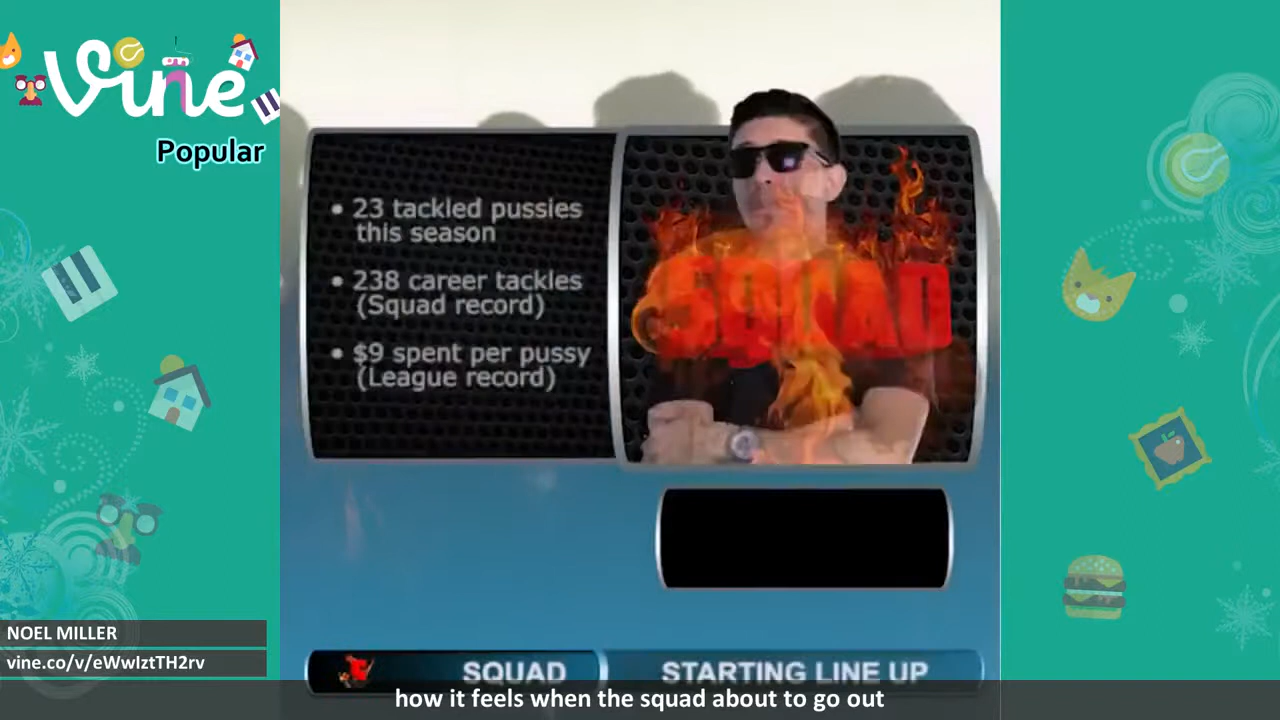 Vine
Popular
• 23 tackled pussies
this season
• 238 career tackles
(Squad record)
• $9 spent per pussy
(League record)
SQUAD
SQUAD
STARTING LINE UP
NOEL MILLER
vine.co/v/eWwIztTH2rv
how it feels when the squad about to go out